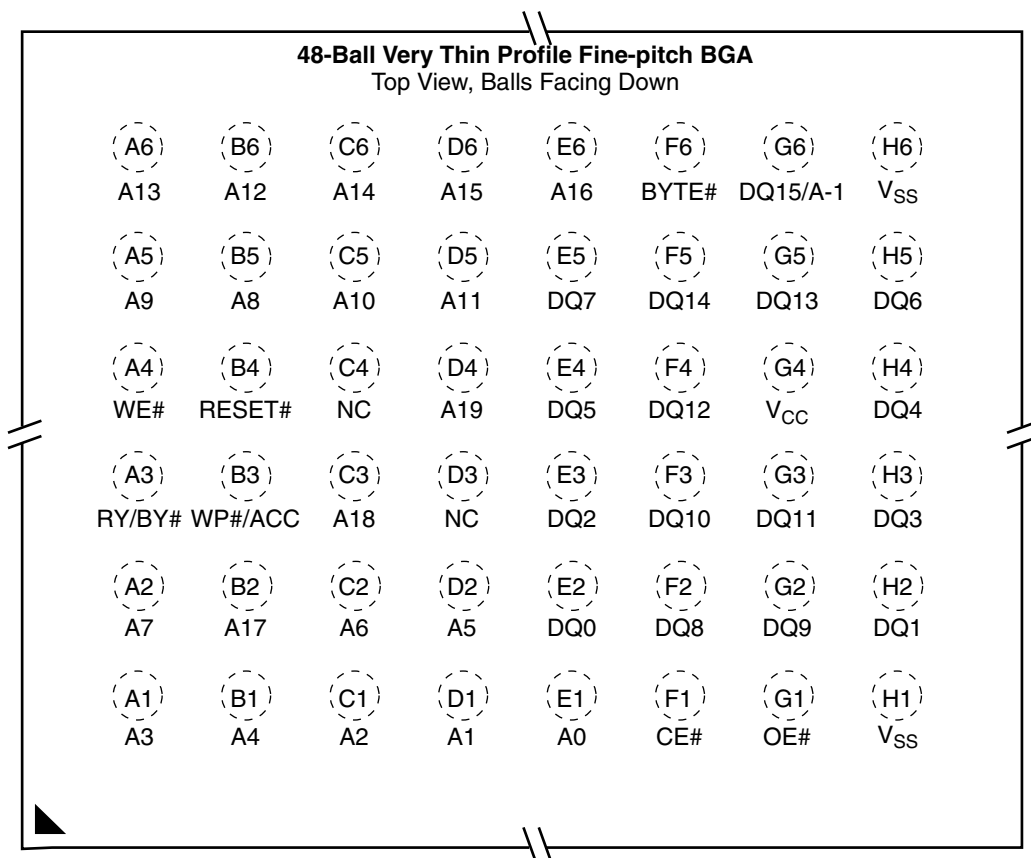 48-Ball Very Thin Profile Fine-pitch BGA
Top View, Balls Facing Down
A6 B6 C6 D6 E6 F6 G6 H6
A13 A12 A14 A15 A16 BYTE# DQ15/A-1 VSS
A5 B5 C5 D5 E5 F5 G5 H5
A9 A8 A10 A11 DQ7 DQ14 DQ13 DQ6
A4 B4 C4 D4 E4 F4 G4 H4
WE# RESET# NC A19 DQ5 DQ12 VCC DQ4
A3 B3 C3 D3 E3 F3 G3 H3
RY/BY# WP#/ACC A18 NC DQ2 DQ10 DQ11 DQ3
A2 B2 C2 D2 E2 F2 G2 H2
A7 A17 A6 A5 DQ0 DQ8 DQ9 DQ1
A1 B1 C1 D1 E1 F1 G1 H1
A3 A4 A2 A1 A0 CE# OE# VSS